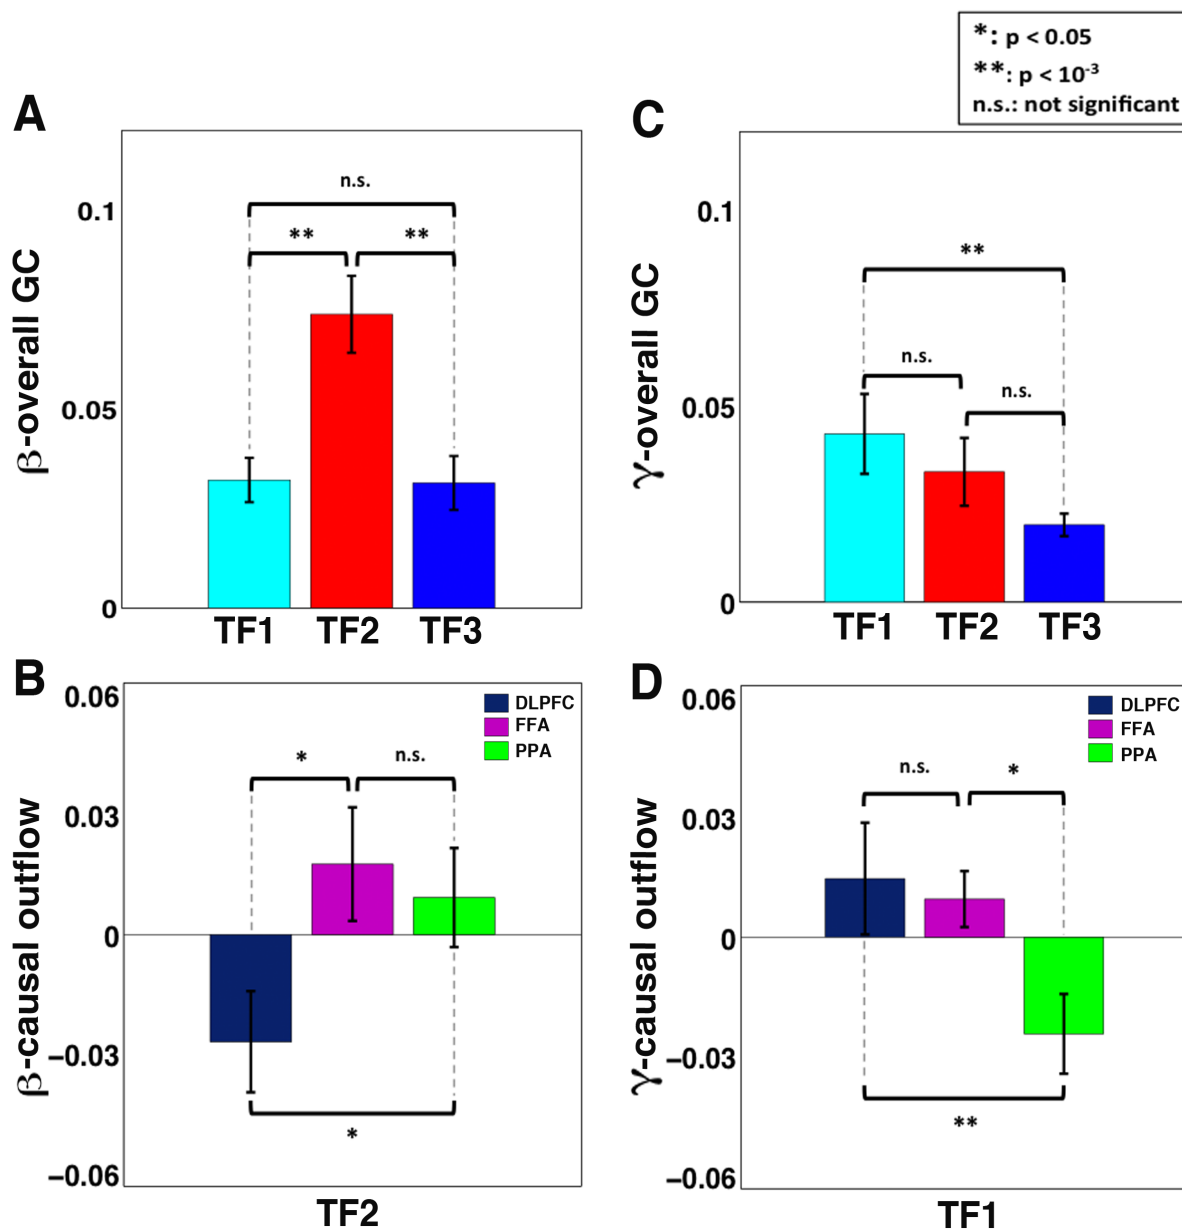 *: p < 0.05
**: p < 10-3
n.s.: not significant
A
β-overall GC
0.1
0.05
0
n.s.
**
**
TF1 TF2 TF3
C
γ-overall GC
0.1
0.05
0
**
n.s.
n.s.
TF1 TF2 TF3
B
β-causal outflow
0.06
0.03
0
−0.03
−0.06
DLPFC
FFA
PPA
*
n.s.
*
TF2
D
γ-causal outflow
0.06
0.03
0
−0.03
−0.06
DLPFC
FFA
PPA
n.s.
*
**
TF1